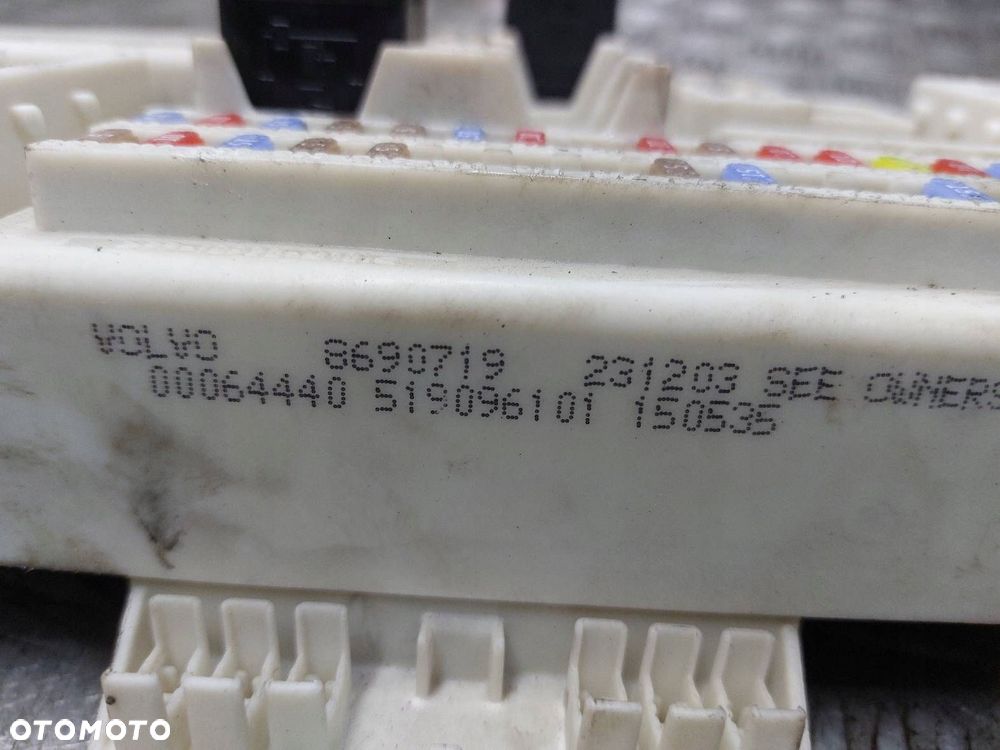 VOLVO 8690719 231203 SEE OWNERS
00064440 519096101 150535
OTOMOTO